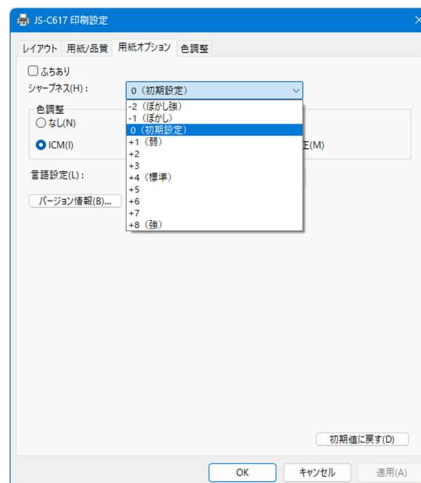 JS-C617 印刷設定
レイアウト 用紙/品質 用紙オプション 色調整
ふちあり
シャープネス(H)： 0（初期設定）
-2（ぼかし強）
-1（ぼかし）
0（初期設定）
+1（弱）
+2
+3
+4（標準）
+5
+6
+7
+8（強）
色調整
なし(N)
ICM(I)
正(M)
言語設定(L)：
バージョン情報(B)...
初期値に戻す(D)
OK キャンセル 適用(A)